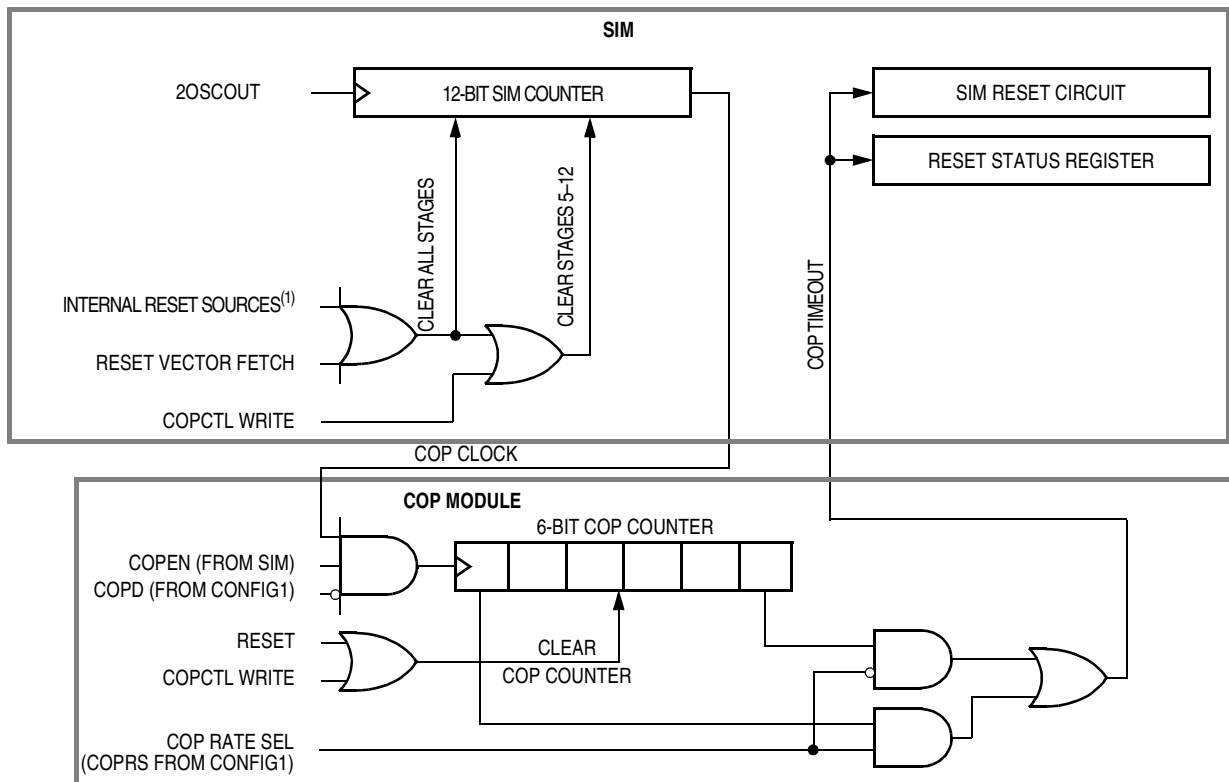 SIM
2OSCOUT
12-BIT SIM COUNTER
SIM RESET CIRCUIT
RESET STATUS REGISTER
CLEAR ALL STAGES
CLEAR STAGES 5–12
COP TIMEOUT
INTERNAL RESET SOURCES(1)
RESET VECTOR FETCH
COPCTL WRITE
COP CLOCK
COP MODULE
6-BIT COP COUNTER
COPEN (FROM SIM)
COPD (FROM CONFIG1)
RESET
CLEAR
COPCTL WRITE
COP COUNTER
COP RATE SEL
(COPRS FROM CONFIG1)